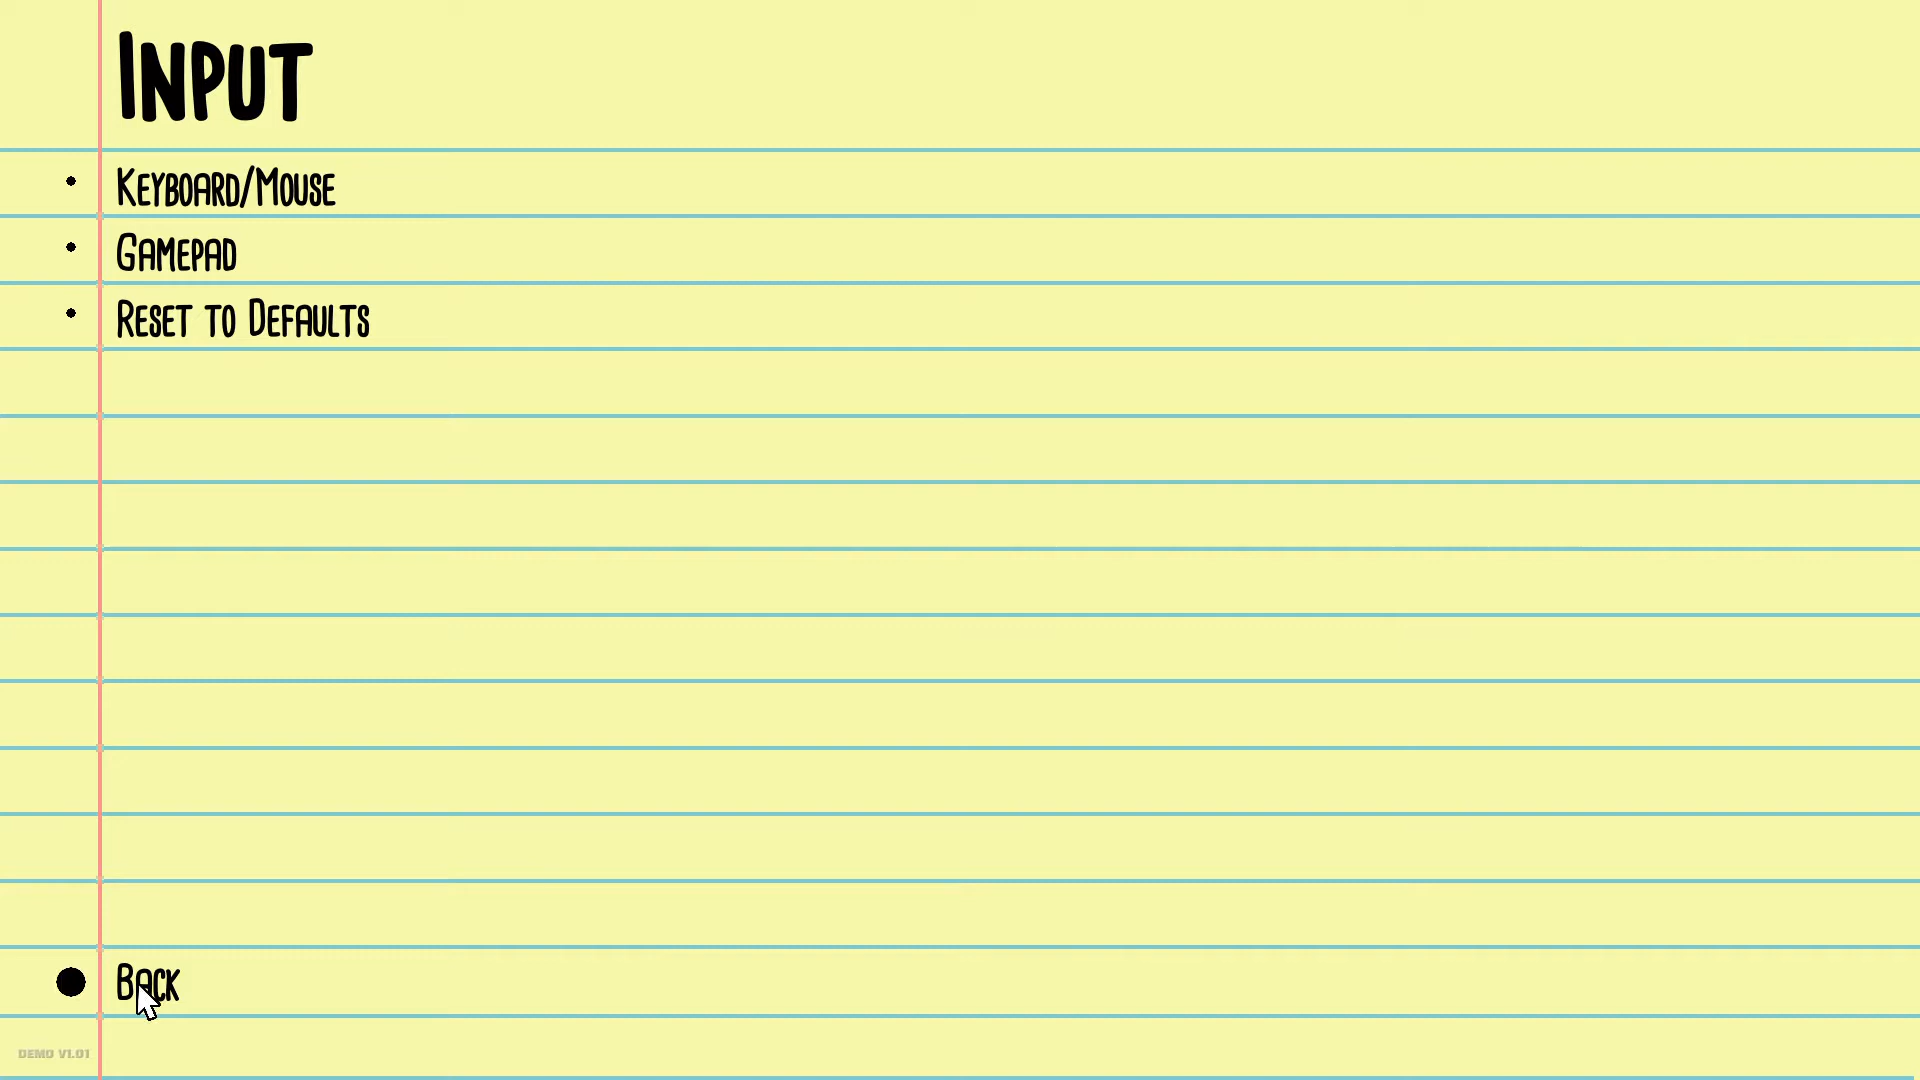 Input
Keyboard/Mouse
Gamepad
Reset to Defaults
Back
DEMO V1.01